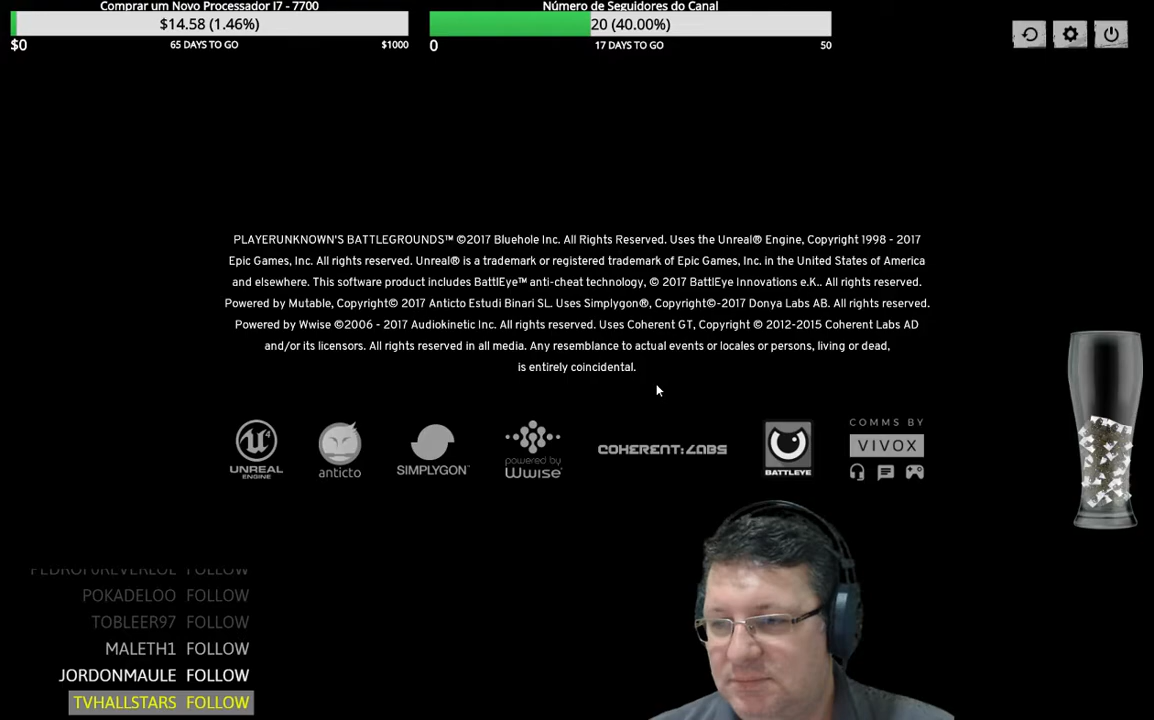 Comprar um Novo Processador I7 - 7700
$14.58 (1.46%)
$0
65 DAYS TO GO
$1000
Número de Seguidores do Canal
20 (40.00%)
0
17 DAYS TO GO
50
PLAYERUNKNOWN'S BATTLEGROUNDS™ ©2017 Bluehole Inc. All Rights Reserved. Uses the Unreal® Engine, Copyright 1998 - 2017
Epic Games, Inc. All rights reserved. Unreal® is a trademark or registered trademark of Epic Games, Inc. in the United States of America
and elsewhere. This software product includes BattlEye™ anti-cheat technology, © 2017 BattlEye Innovations e.K.. All rights reserved.
Powered by Mutable, Copyright© 2017 Anticto Estudi Binari SL. Uses Simplygon®, Copyright©-2017 Donya Labs AB. All rights reserved.
Powered by Wwise ©2006 - 2017 Audiokinetic Inc. All rights reserved. Uses Coherent GT, Copyright © 2012-2015 Coherent Labs AD
and/or its licensors. All rights reserved in all media. Any resemblance to actual events or locales or persons, living or dead,
is entirely coincidental.
UNREAL
ENGINE
anticto
SIMPLYGON™
powered by
Wwise®
COHERENT:LABS
BATTLEYE
COMMS BY
VIVOX
FOLLOW
POKADELOO FOLLOW
TOBLEER97 FOLLOW
MALETH1 FOLLOW
JORDONMAULE FOLLOW
TVHALLSTARS FOLLOW